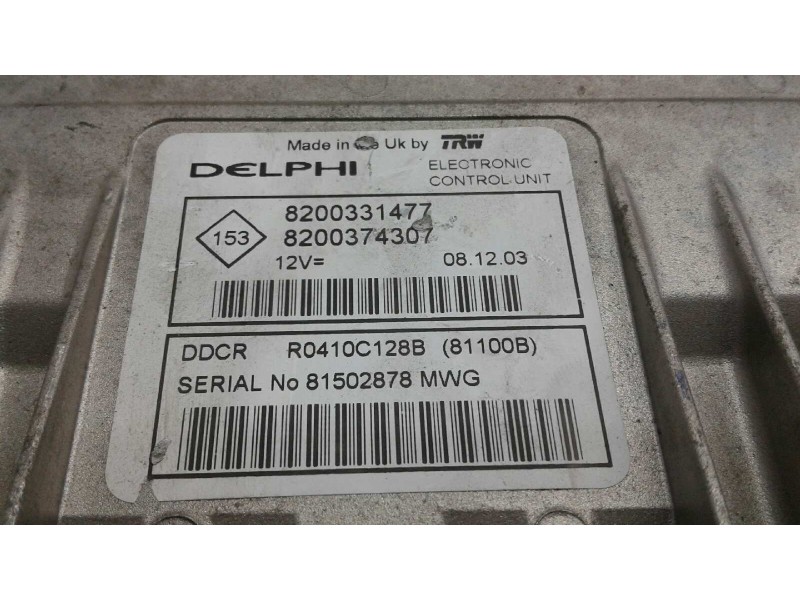 Made in Uk by TRW
DELPHI
ELECTRONIC
CONTROL UNIT
153
8200331477
8200374307
12V= 08.12.03
DDCR R0410C128B (81100B)
SERIAL No 81502878 MWG